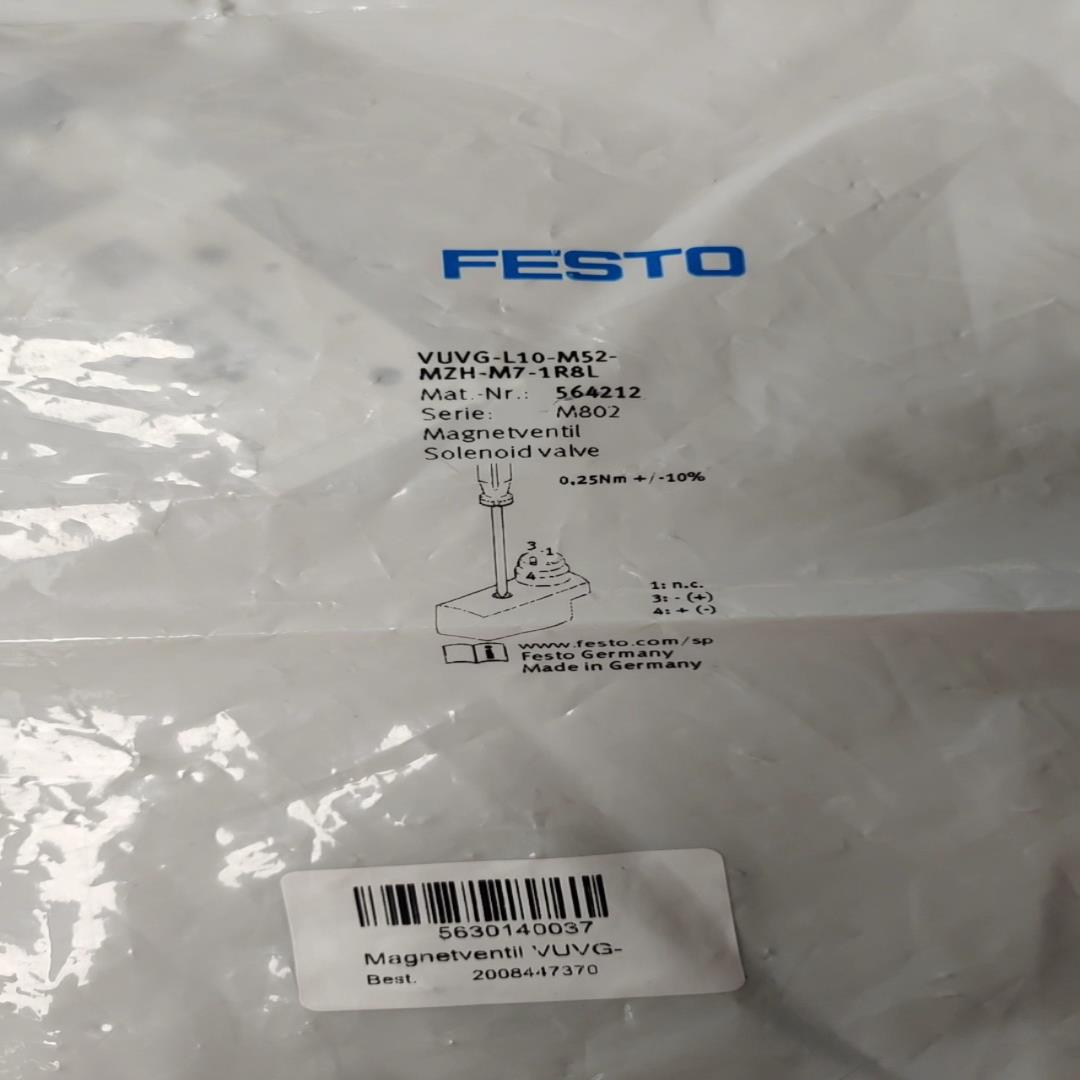 FESTO
VUVG-L10-M52-
MZH-M7-1R8L
Mat.-Nr.: 564212
Serie: M802
Magnetventil
Solenoid valve
0,25Nm +/-10%
3 1
4
1: n.c.
3: - (+)
4: + (-)
i www.festo.com/sp
Festo Germany
Made in Germany
5630140037
Magnetventil VUVG-
Best. 2008447370